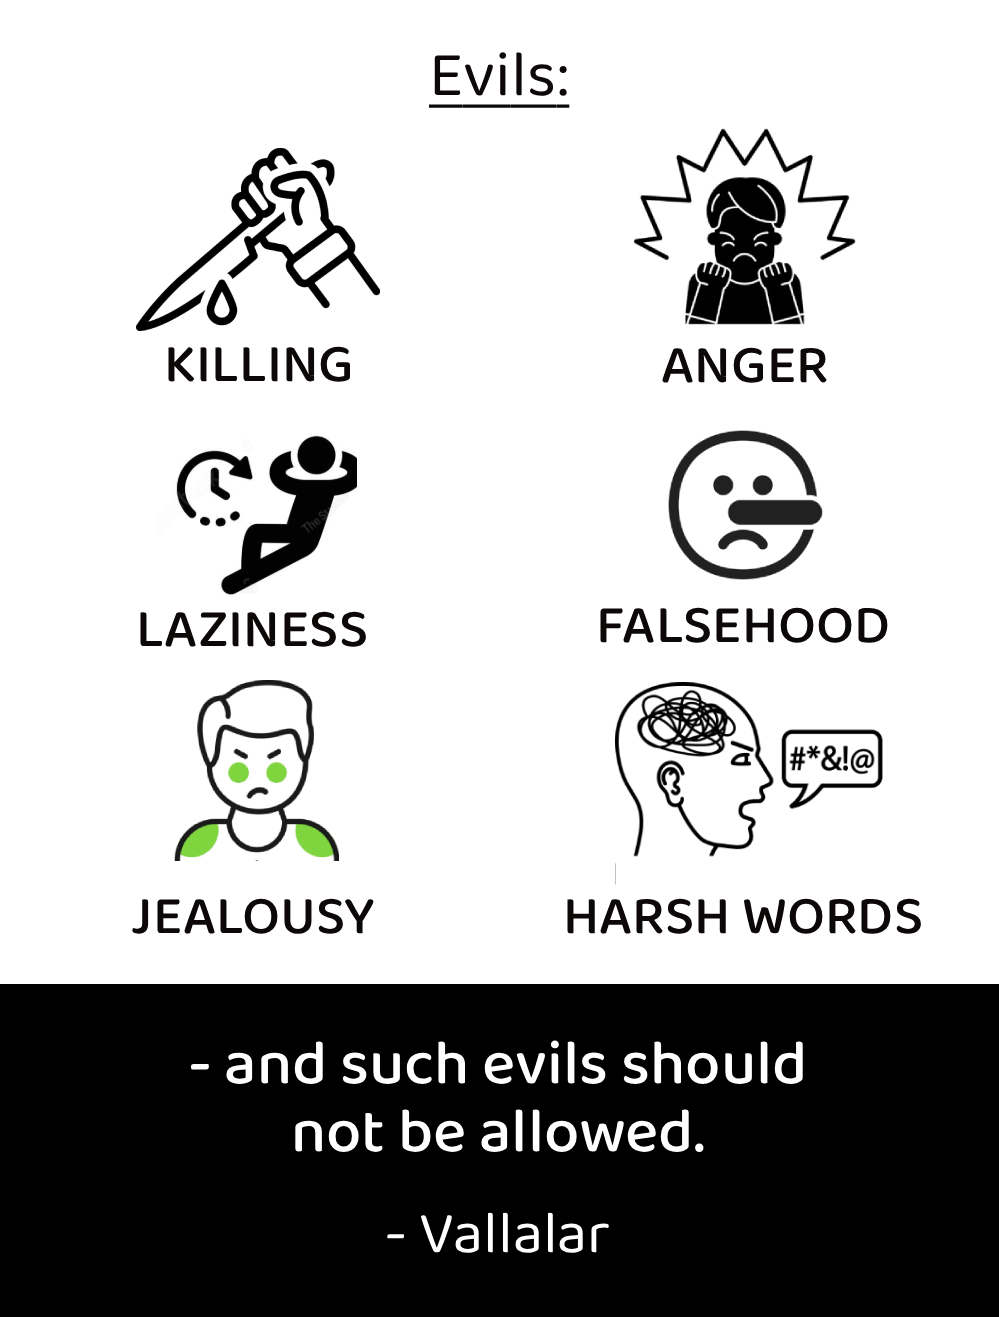 Evils:
KILLING
ANGER
LAZINESS
FALSEHOOD
#*&!@
JEALOUSY
HARSH WORDS
- and such evils should
not be allowed.
- Vallalar